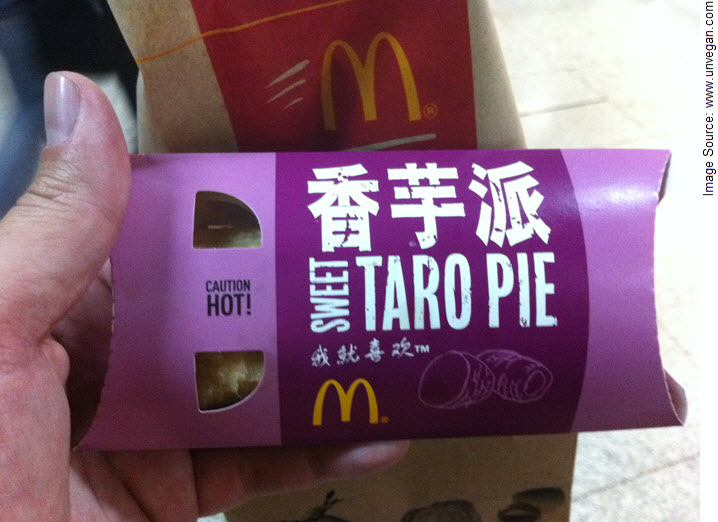 香芋派
SWEET TARO PIE
CAUTION
HOT!
我就喜欢™
M®
M®
Image Source: www.unvegan.com